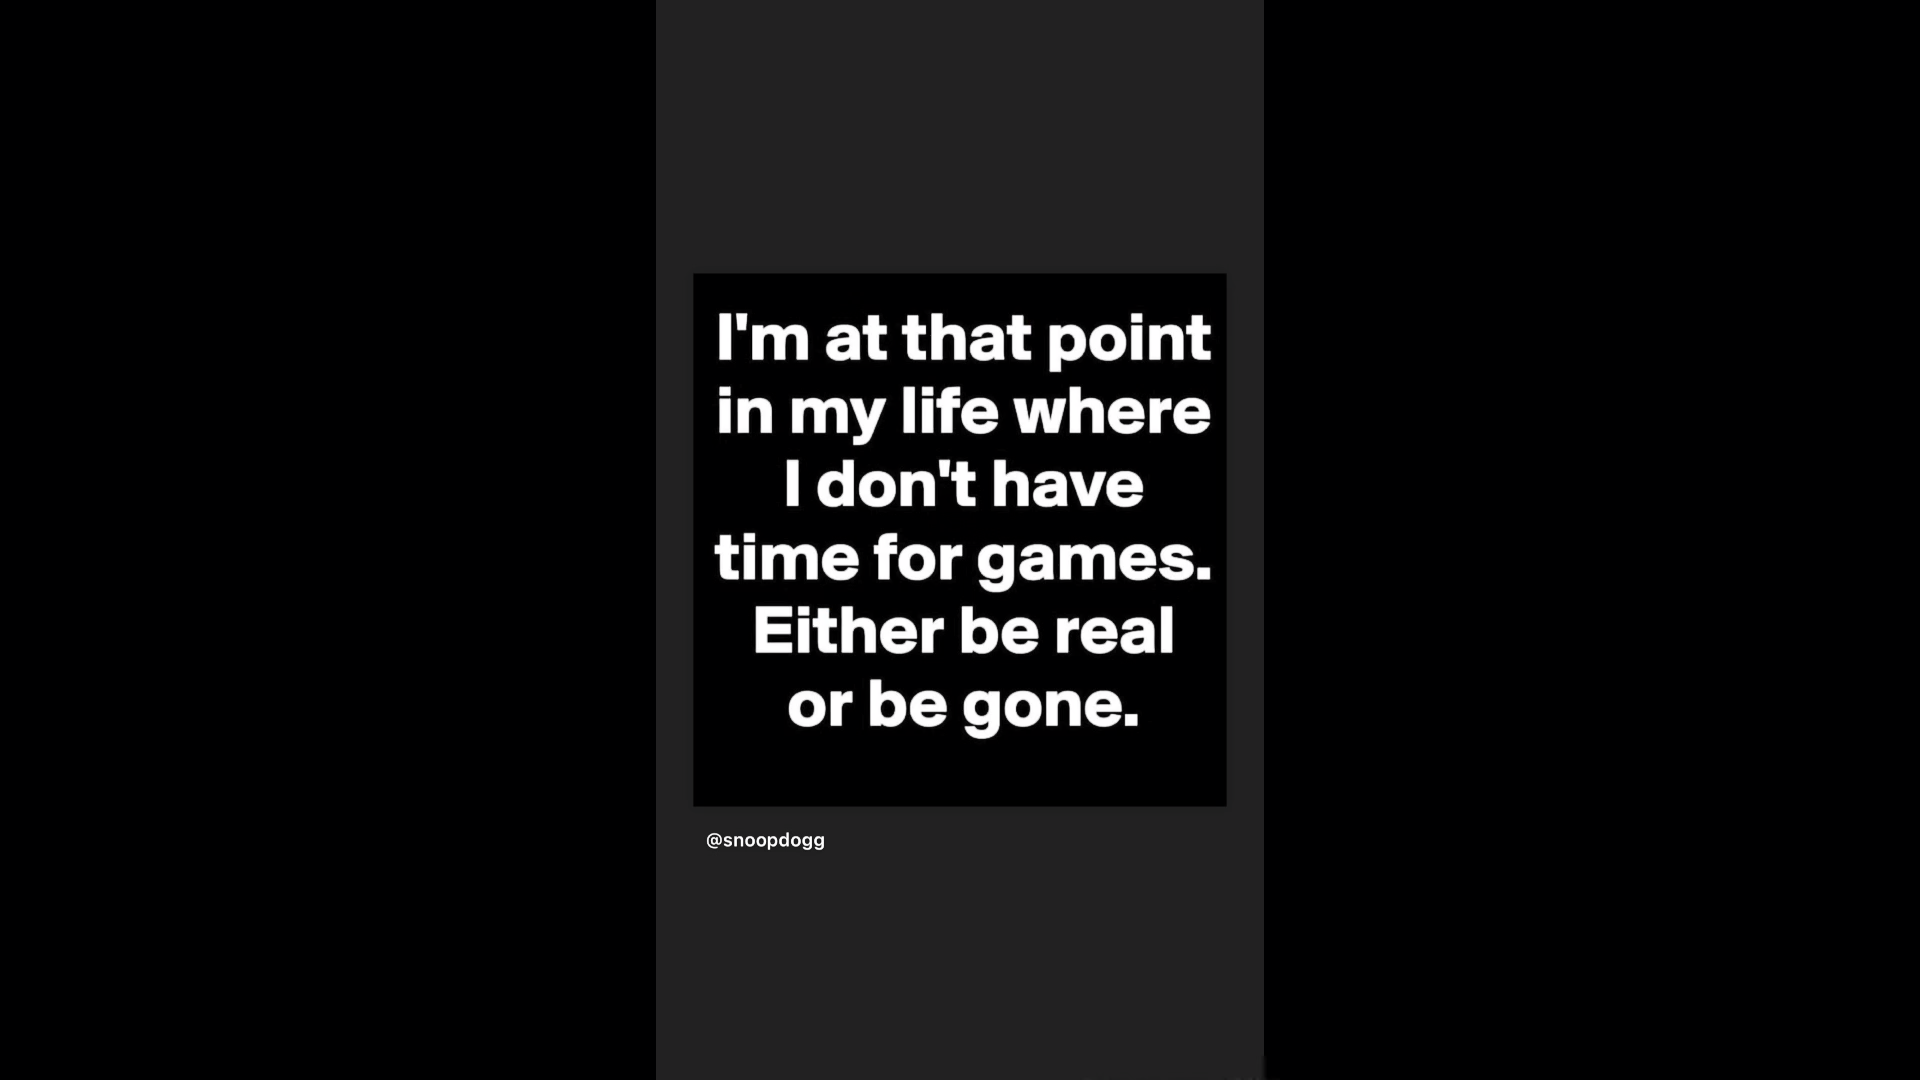 I'm at that point
in my life where
I don't have
time for games.
Either be real
or be gone.
@snoopdogg